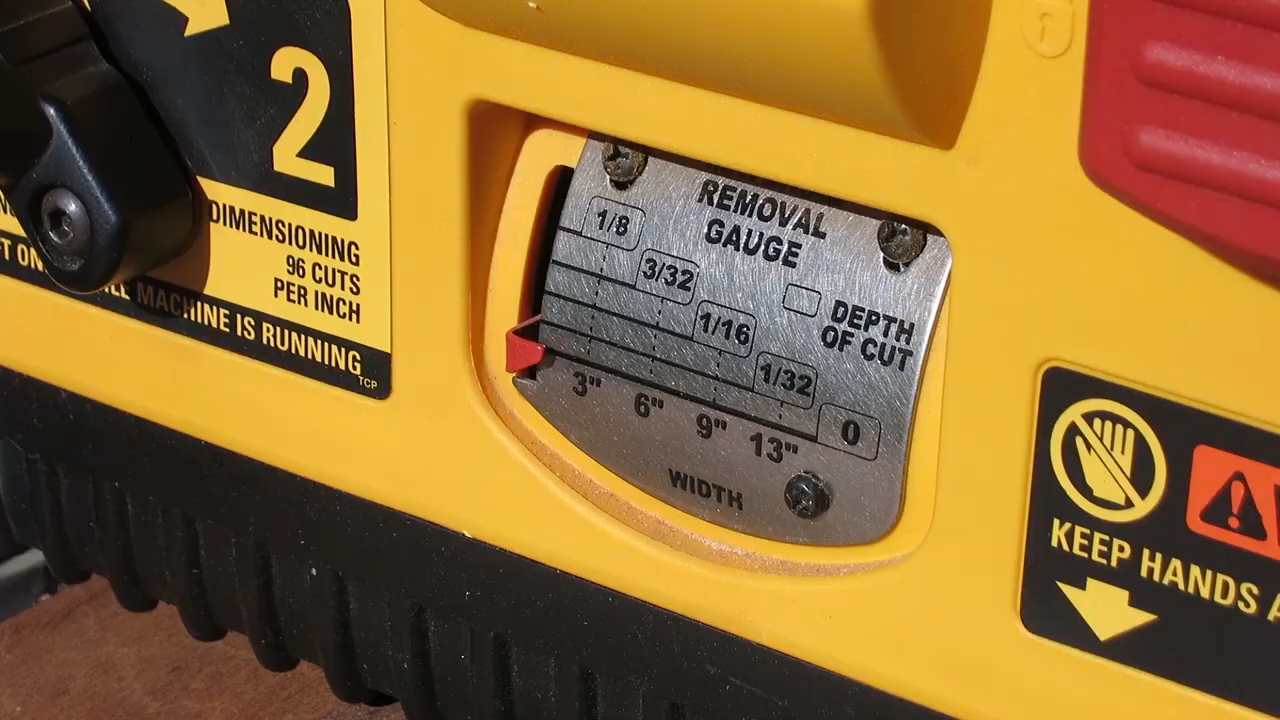 2
DIMENSIONING
96 CUTS
PER INCH
MACHINE IS RUNNING
TCP
REMOVAL
GAUGE
1/8
3/32
1/16
1/32
0
DEPTH
OF CUT
3" 6" 9" 13"
WIDTH
KEEP HANDS